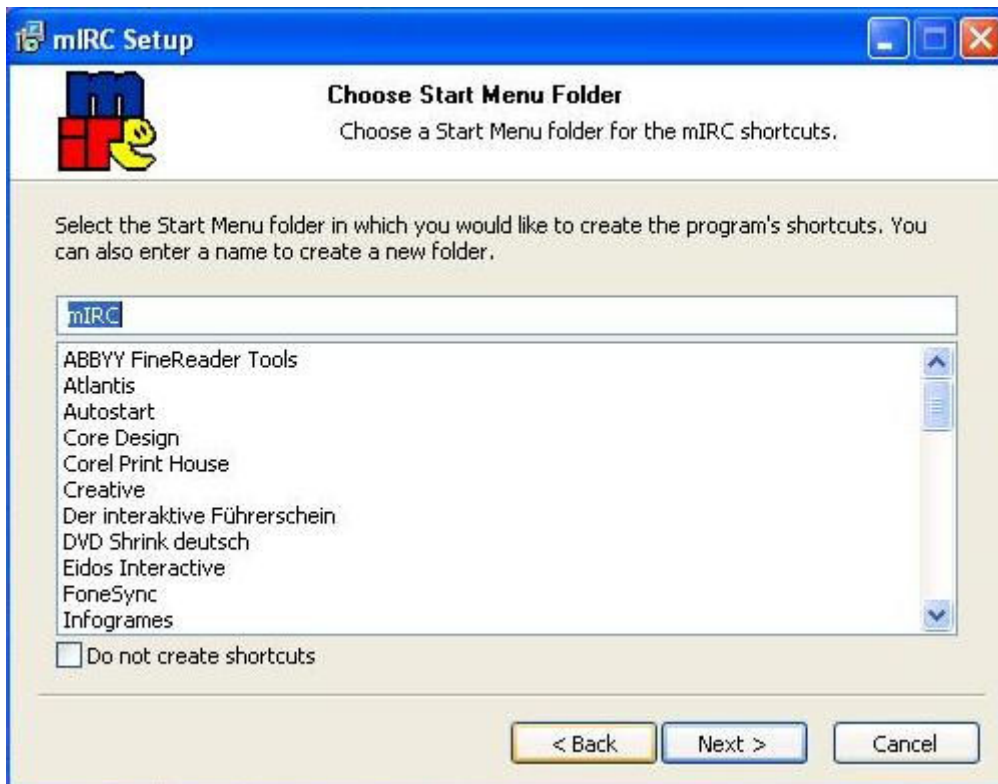 mIRC Setup
mirc
Choose Start Menu Folder
Choose a Start Menu folder for the mIRC shortcuts.
Select the Start Menu folder in which you would like to create the program's shortcuts. You
can also enter a name to create a new folder.
mIRC
ABBYY FineReader Tools
Atlantis
Autostart
Core Design
Corel Print House
Creative
Der interaktive Führerschein
DVD Shrink deutsch
Eidos Interactive
FoneSync
Infogrames
Do not create shortcuts
< Back
Next >
Cancel